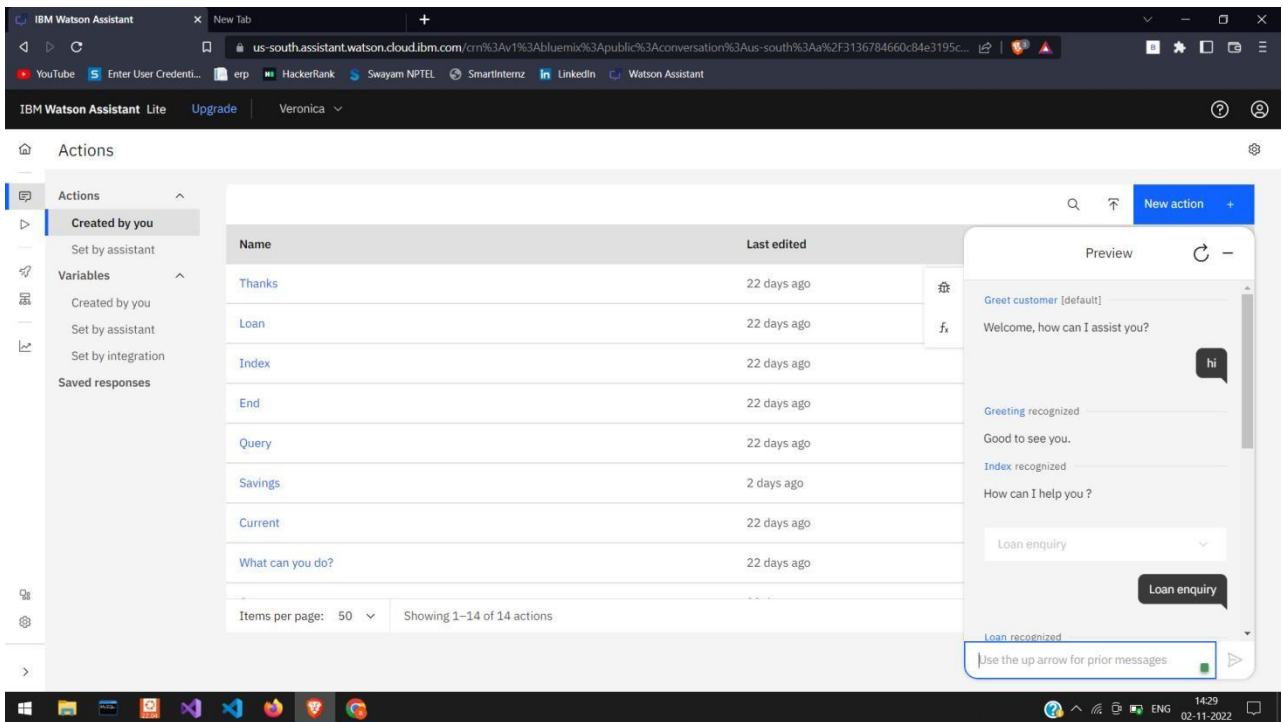 IBM Watson Assistant
New Tab
us-south.assistant.watson.cloud.ibm.com/crn%3Av1%3Abluemix%3Apublic%3Aconversation%3Aus-south%3Aa%2F3136784660c84e3195c...
YouTube
Enter User Credenti...
erp
HackerRank
Swayam NPTEL
SmartInternz
LinkedIn
Watson Assistant
IBM Watson Assistant Lite
Upgrade
Veronica
Actions
Actions
Created by you
Set by assistant
Variables
Created by you
Set by assistant
Set by integration
Saved responses
New action +
Name Last edited
Thanks 22 days ago
Loan 22 days ago
Index 22 days ago
End 22 days ago
Query 22 days ago
Savings 2 days ago
Current 22 days ago
What can you do? 22 days ago
Items per page: 50 Showing 1–14 of 14 actions
Preview
Greet customer [default]
Welcome, how can I assist you?
hi
Greeting recognized
Good to see you.
Index recognized
How can I help you ?
Loan enquiry
Loan enquiry
Loan recognized
Use the up arrow for prior messages
ENG
14:29
02-11-2022